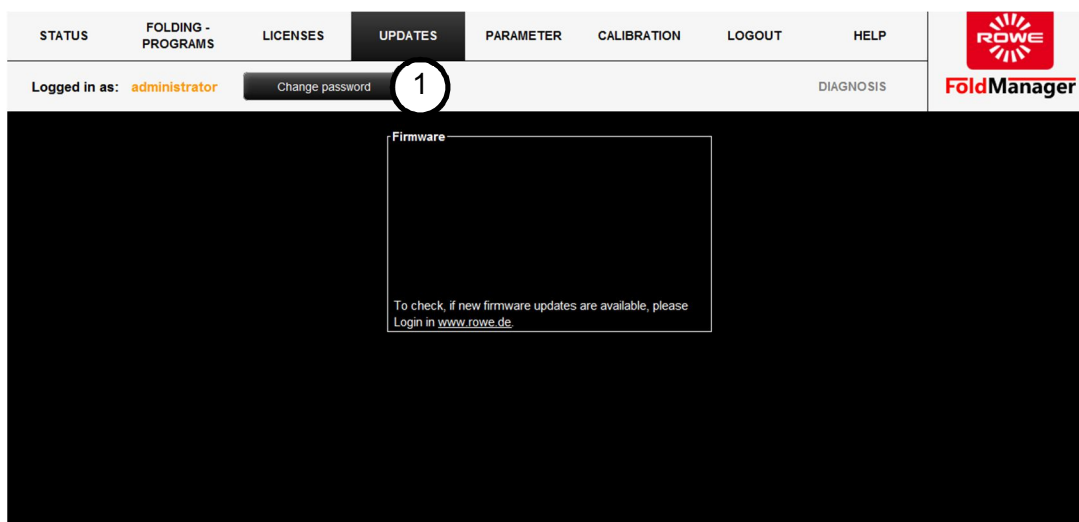 STATUS
FOLDING -
PROGRAMS
LICENSES
UPDATES
PARAMETER
CALIBRATION
LOGOUT
HELP
ROWE
Logged in as: administrator
Change password
1
DIAGNOSIS
FoldManager
Firmware
To check, if new firmware updates are available, please
Login in www.rowe.de.